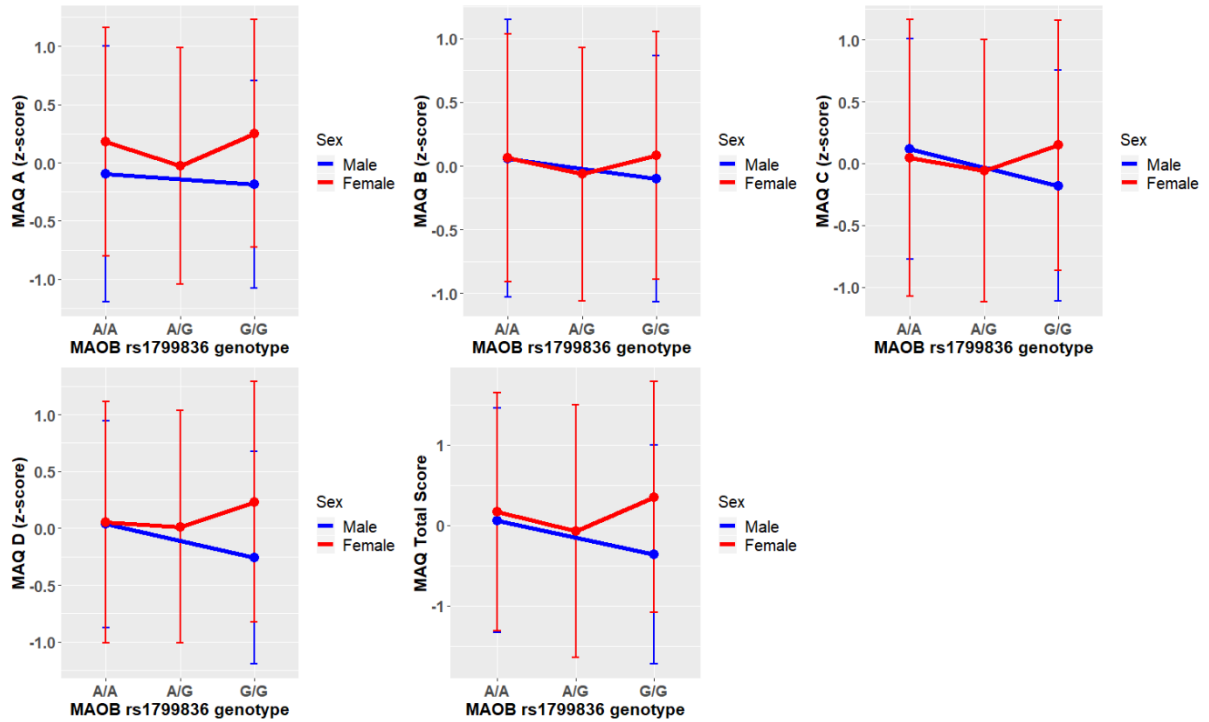 MAQ A (z-score)
1.0
0.5
0.0
-0.5
-1.0
A/A A/G G/G
MAOB rs1799836 genotype
Sex
Male
Female
MAQ B (z-score)
1.0
0.5
0.0
-0.5
-1.0
A/A A/G G/G
MAOB rs1799836 genotype
Sex
Male
Female
MAQ C (z-score)
1.0
0.5
0.0
-0.5
-1.0
A/A A/G G/G
MAOB rs1799836 genotype
Sex
Male
Female
MAQ D (z-score)
1.0
0.5
0.0
-0.5
-1.0
A/A A/G G/G
MAOB rs1799836 genotype
Sex
Male
Female
MAQ Total Score
1
0
-1
A/A A/G G/G
MAOB rs1799836 genotype
Sex
Male
Female